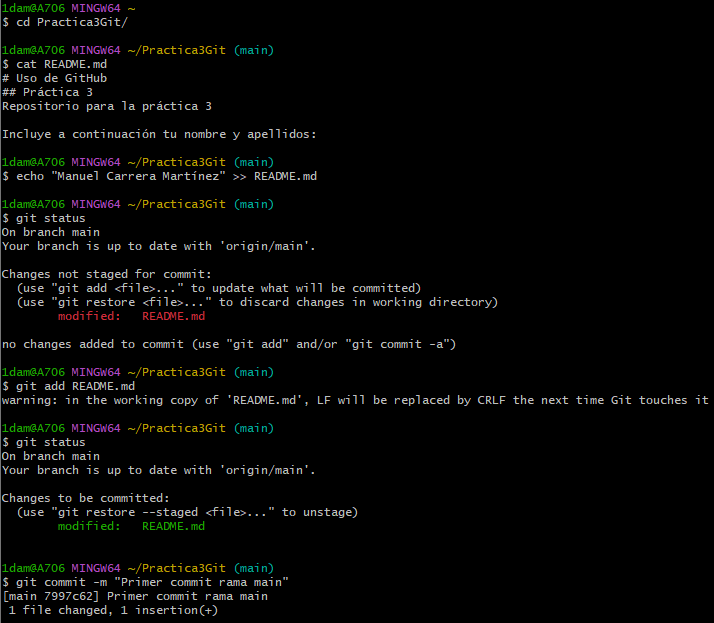 1dam@A706 MINGW64 ~
$ cd Practica3Git/
1dam@A706 MINGW64 ~/Practica3Git (main)
$ cat README.md
# Uso de GitHub
## Práctica 3
Repositorio para la práctica 3
Incluye a continuación tu nombre y apellidos:
1dam@A706 MINGW64 ~/Practica3Git (main)
$ echo "Manuel Carrera Martínez" >> README.md
1dam@A706 MINGW64 ~/Practica3Git (main)
$ git status
On branch main
Your branch is up to date with 'origin/main'.
Changes not staged for commit:
  (use "git add <file>..." to update what will be committed)
  (use "git restore <file>..." to discard changes in working directory)
        modified:   README.md
no changes added to commit (use "git add" and/or "git commit -a")
1dam@A706 MINGW64 ~/Practica3Git (main)
$ git add README.md
warning: in the working copy of 'README.md', LF will be replaced by CRLF the next time Git touches it
1dam@A706 MINGW64 ~/Practica3Git (main)
$ git status
On branch main
Your branch is up to date with 'origin/main'.
Changes to be committed:
  (use "git restore --staged <file>..." to unstage)
        modified:   README.md
1dam@A706 MINGW64 ~/Practica3Git (main)
$ git commit -m "Primer commit rama main"
[main 7997c62] Primer commit rama main
 1 file changed, 1 insertion(+)